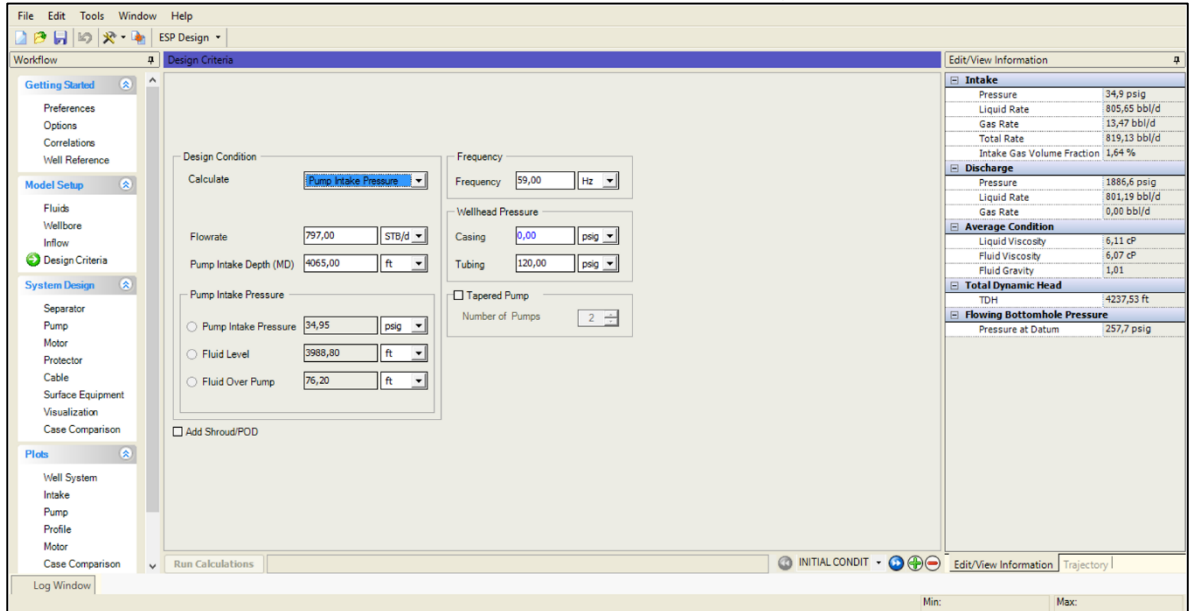 File Edit Tools Window Help
ESP Design
Workflow
Design Criteria
Edit/View Information
Getting Started
Preferences
Options
Correlations
Well Reference
Model Setup
Fluids
Wellbore
Inflow
Design Criteria
System Design
Separator
Pump
Motor
Protector
Cable
Surface Equipment
Visualization
Case Comparison
Plots
Well System
Intake
Pump
Profile
Motor
Case Comparison
Log Window
Design Condition
Calculate Pump Intake Pressure
Flowrate 797,00 STB/d
Pump Intake Depth (MD) 4065,00 ft
Pump Intake Pressure
Pump Intake Pressure 34,95 psig
Fluid Level 3988,80 ft
Fluid Over Pump 76,20 ft
Add Shroud/POD
Frequency
Frequency 59,00 Hz
Wellhead Pressure
Casing 0,00 psig
Tubing 120,00 psig
Tapered Pump
Number of Pumps 2
Run Calculations
INITIAL CONDIT
Intake
Pressure 34,9 psig
Liquid Rate 805,65 bbl/d
Gas Rate 13,47 bbl/d
Total Rate 819,13 bbl/d
Intake Gas Volume Fraction 1,64 %
Discharge
Pressure 1886,6 psig
Liquid Rate 801,19 bbl/d
Gas Rate 0,00 bbl/d
Average Condition
Liquid Viscosity 6,11 cP
Fluid Viscosity 6,07 cP
Fluid Gravity 1,01
Total Dynamic Head
TDH 4237,53 ft
Flowing Bottomhole Pressure
Pressure at Datum 257,7 psig
Edit/View Information Trajectory
Min: Max: